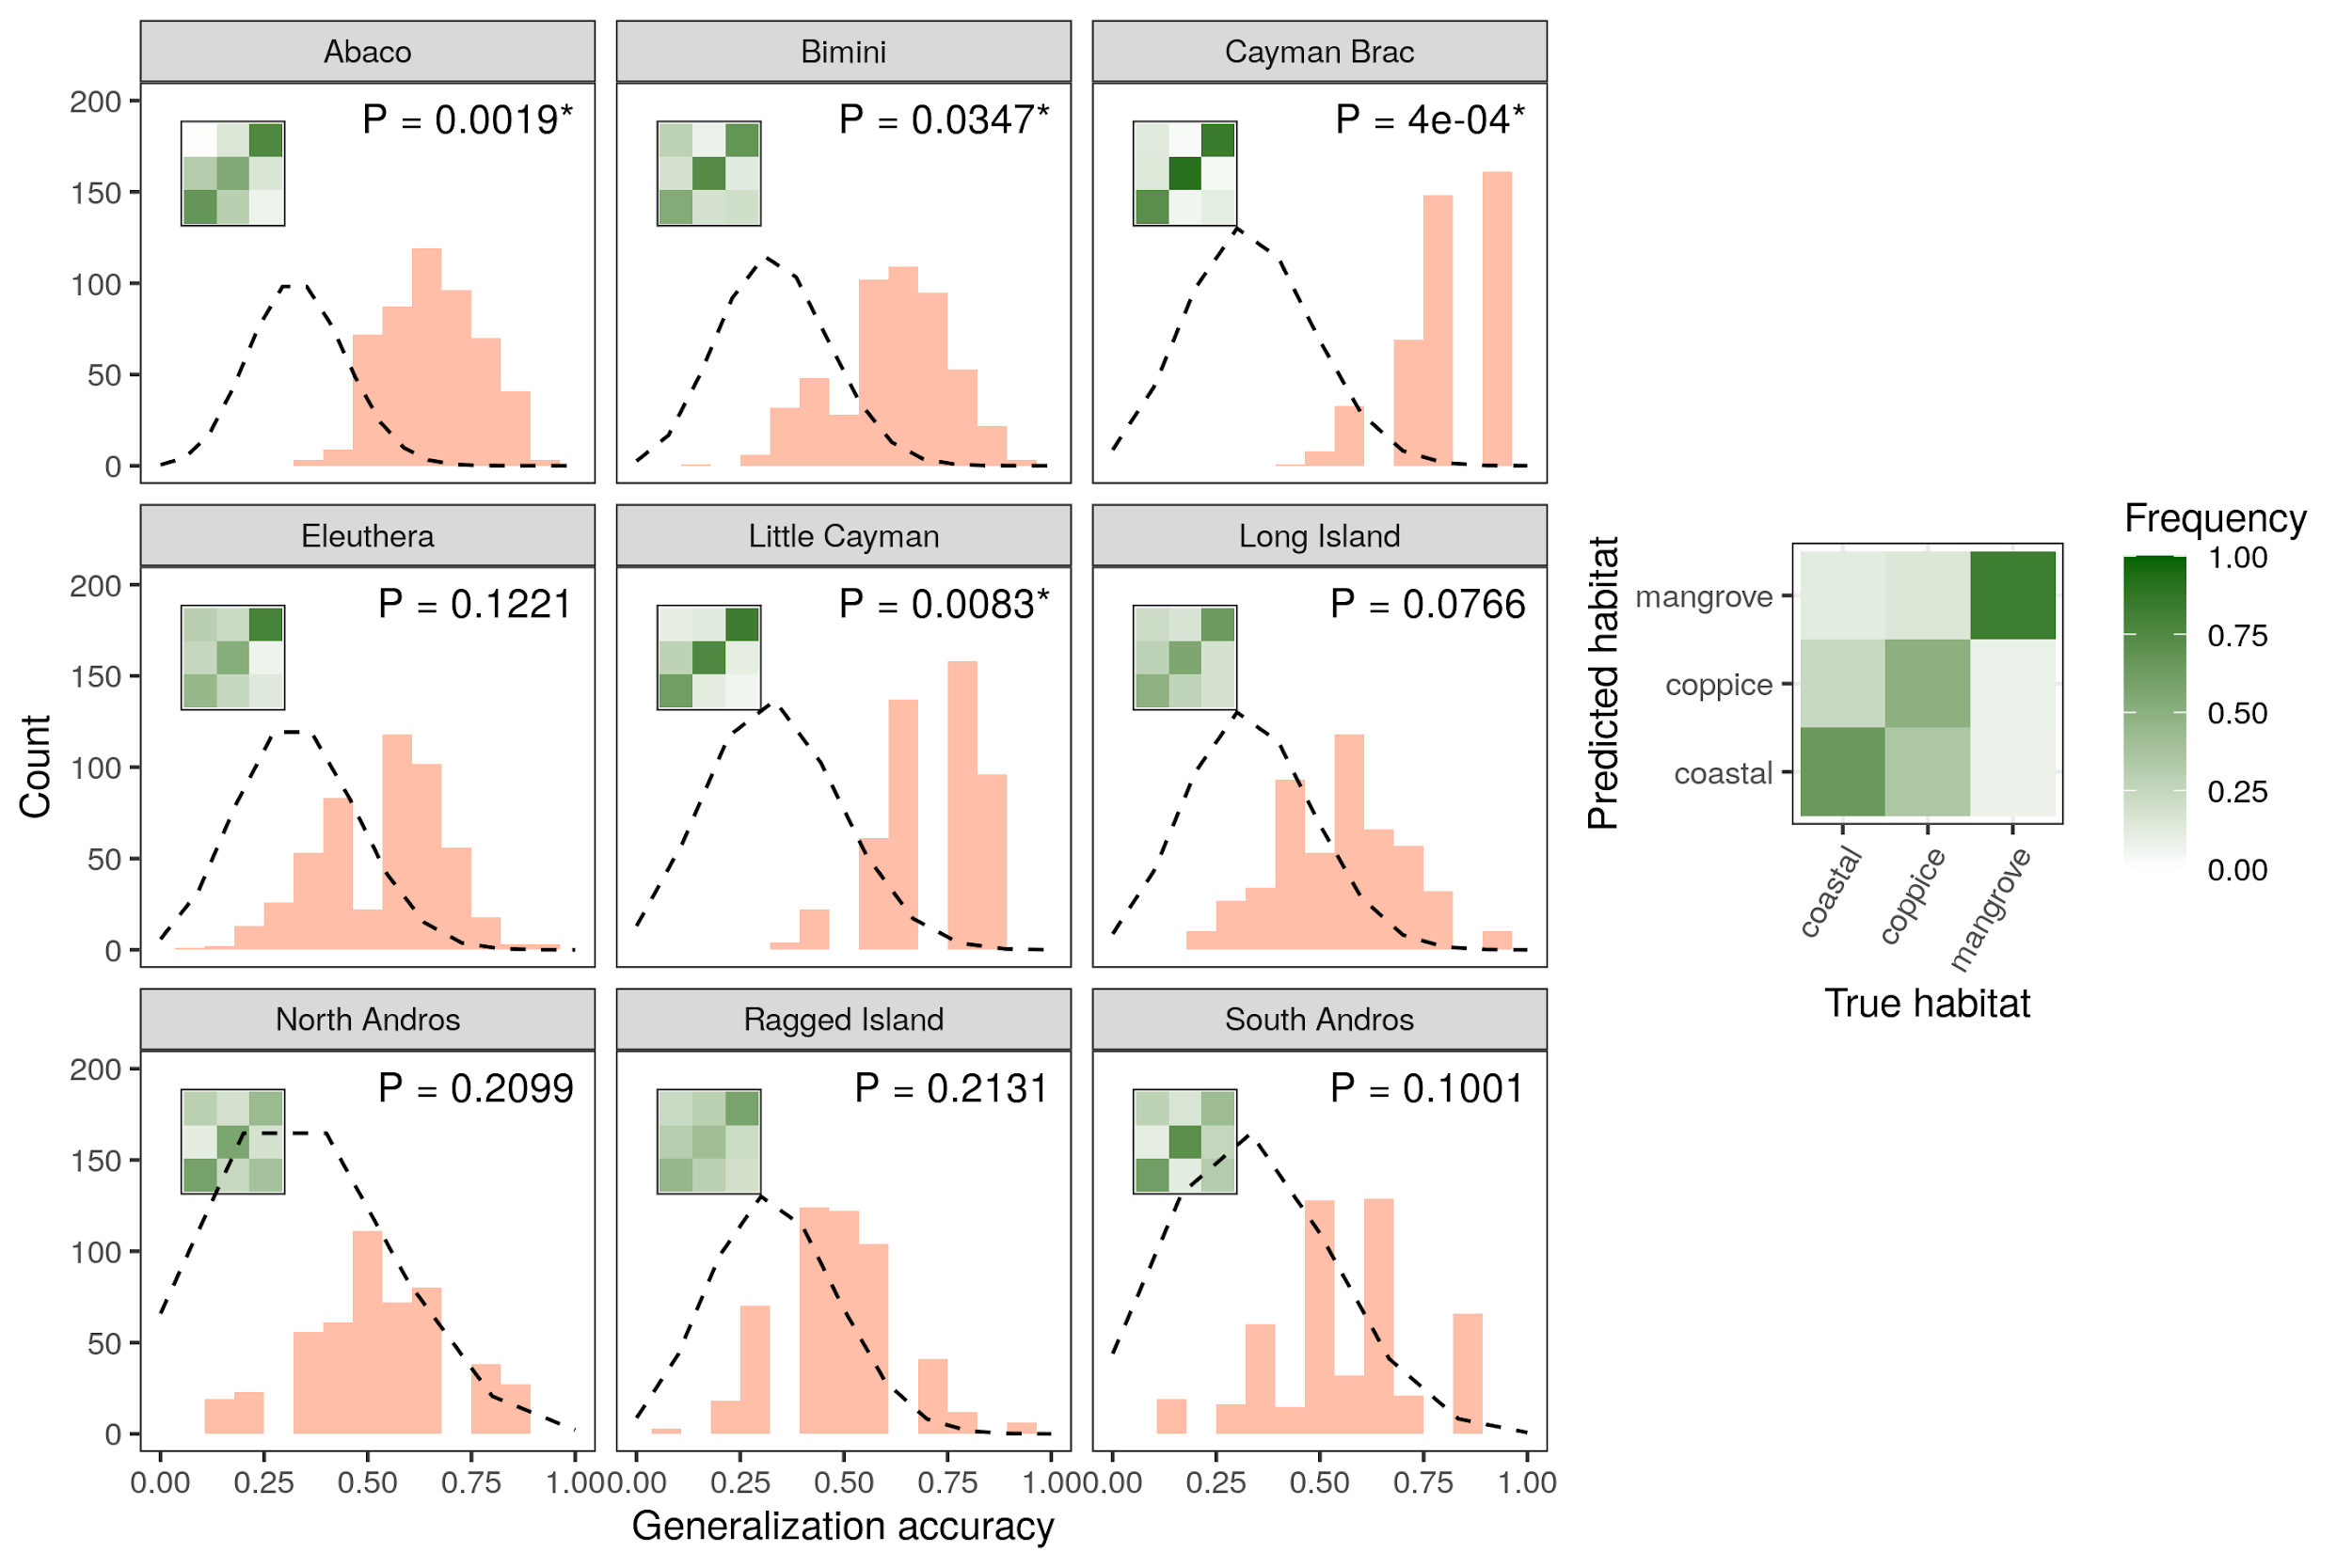 Abaco
Bimini
Cayman Brac
P = 0.0019*
P = 0.0347*
P = 4e-04*
200
150
100
50
0
Eleuthera
Little Cayman
Long Island
P = 0.1221
P = 0.0083*
P = 0.0766
200
150
100
50
0
North Andros
Ragged Island
South Andros
P = 0.2099
P = 0.2131
P = 0.1001
200
150
100
50
0
0.00 0.25 0.50 0.75 1.00
0.00 0.25 0.50 0.75 1.00
0.00 0.25 0.50 0.75 1.00
Count
Generalization accuracy
Predicted habitat
mangrove
coppice
coastal
coastal
coppice
mangrove
True habitat
Frequency
1.00
0.75
0.50
0.25
0.00